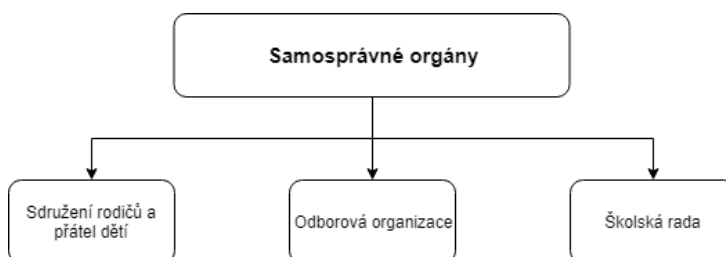 Samosprávné orgány
Sdružení rodičů a
přátel dětí
Odborová organizace
Školská rada